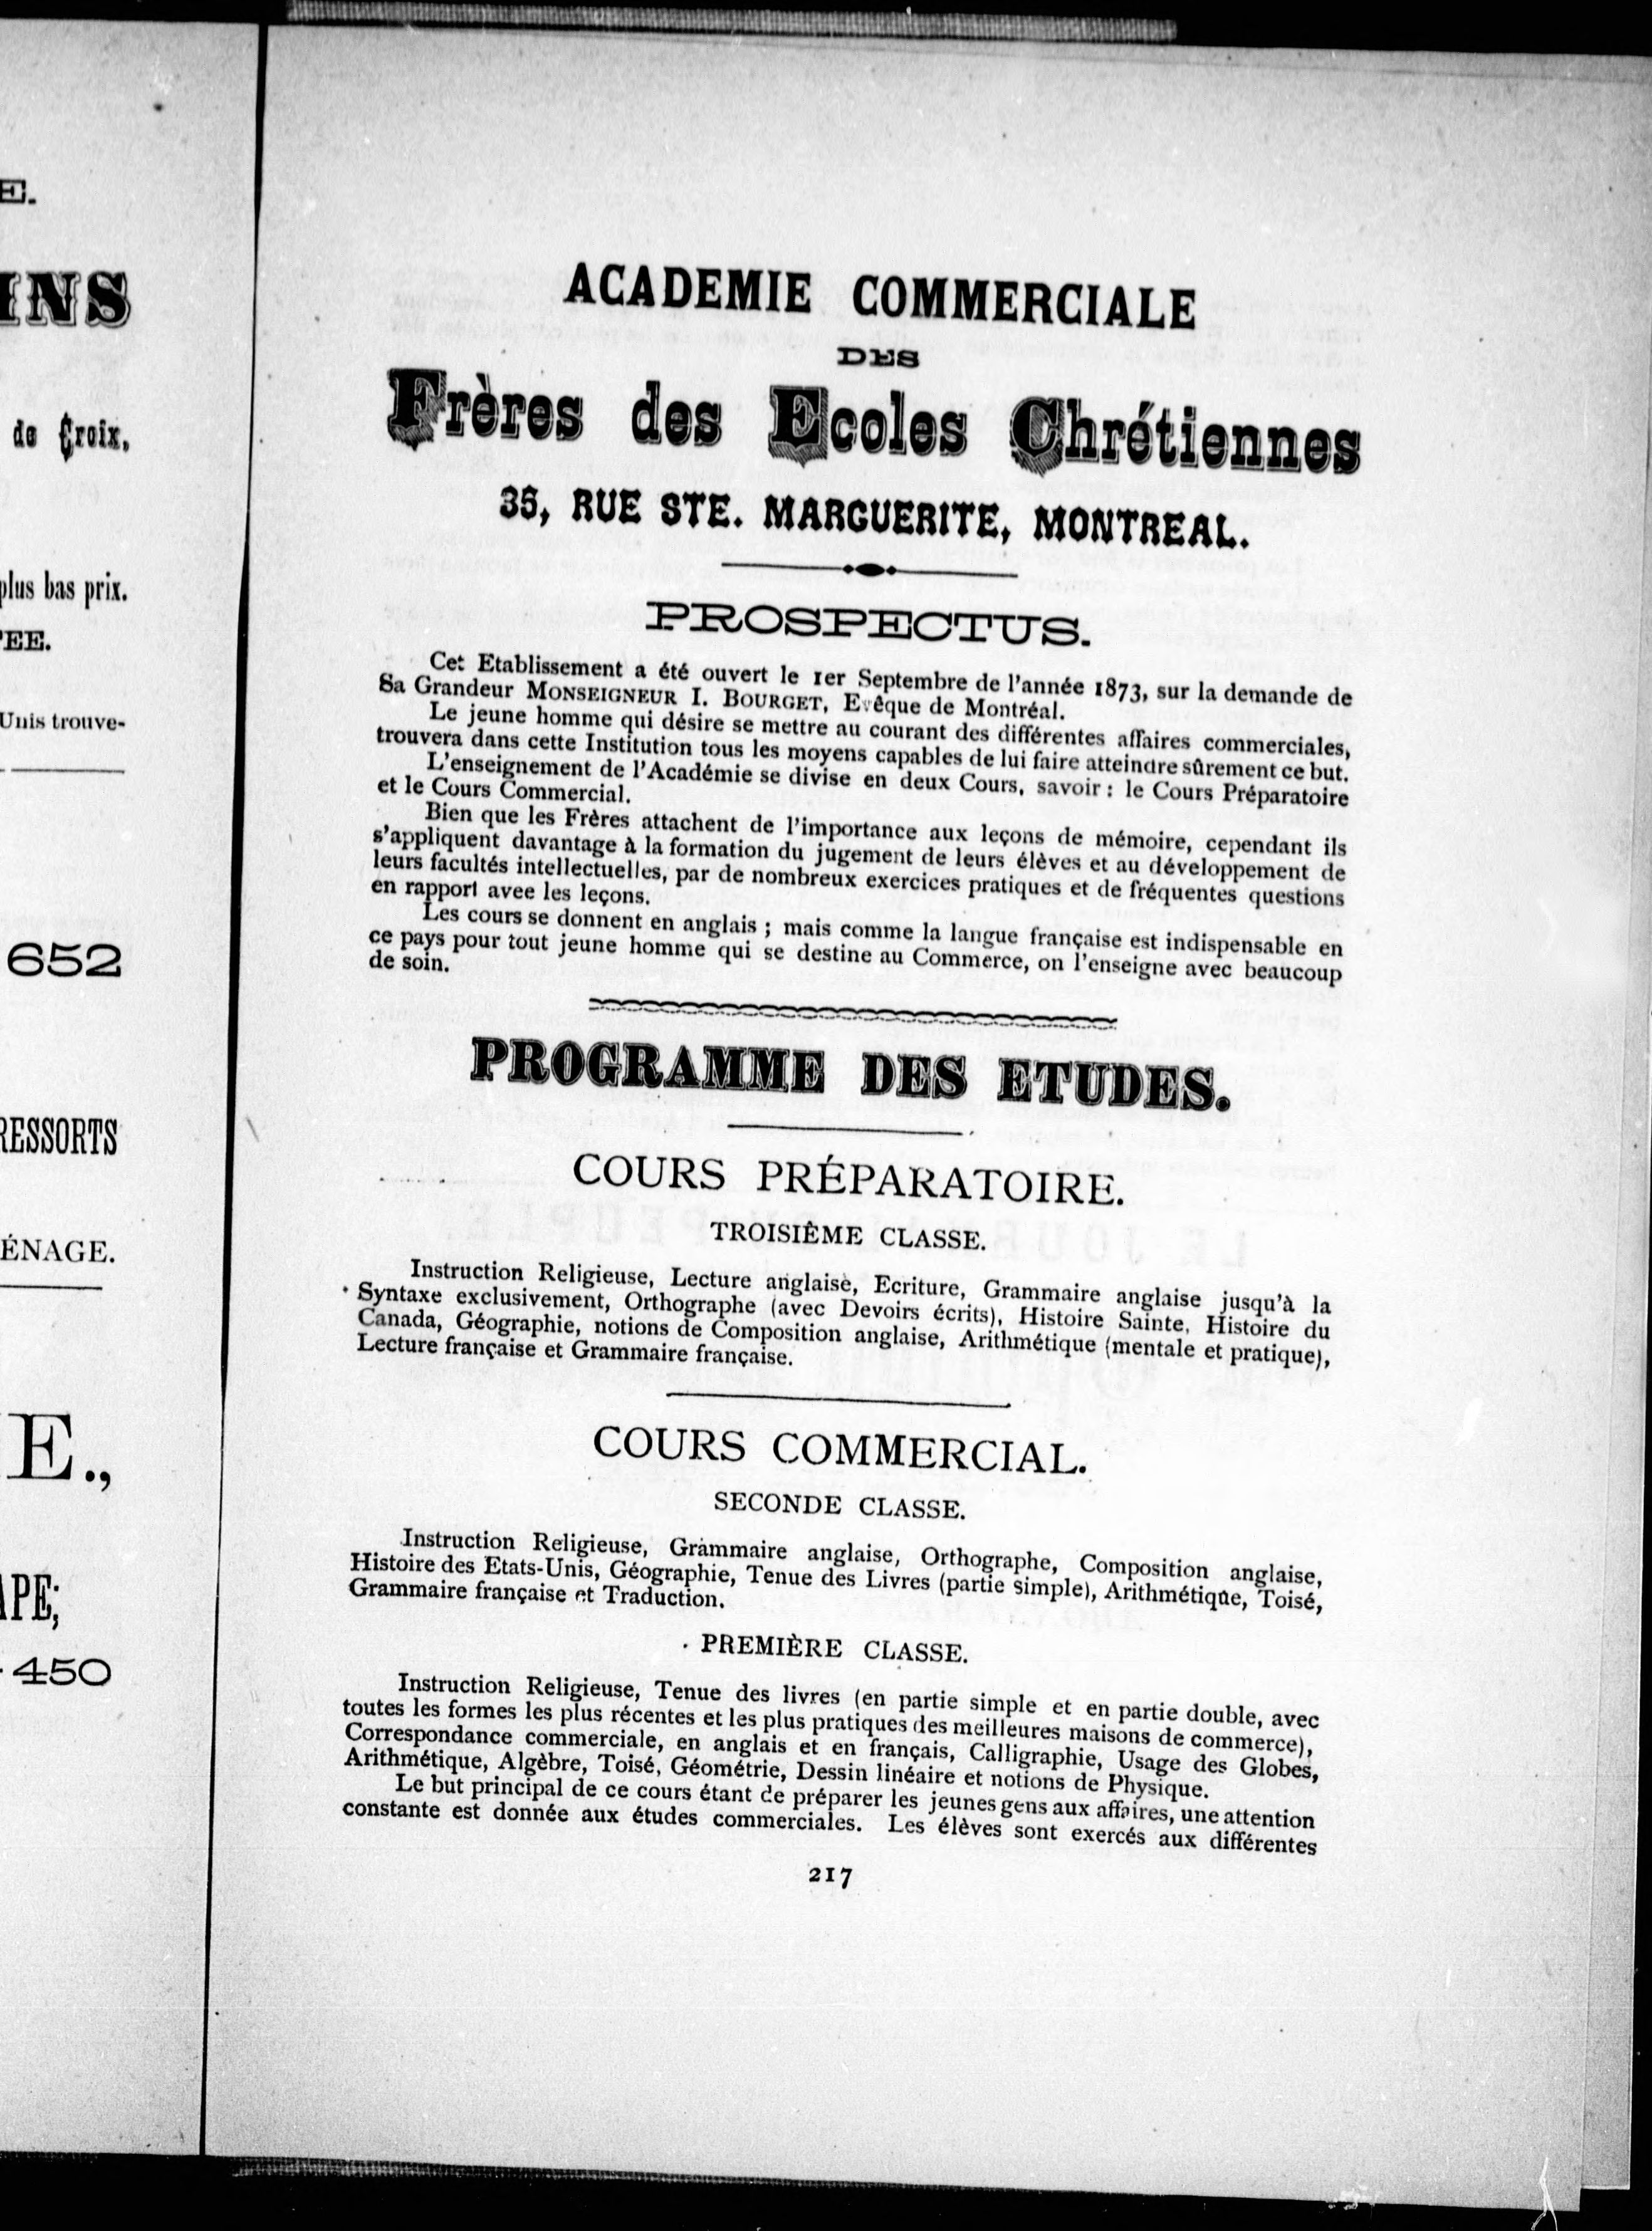 E.
INS
de Croix,
plus bas prix.
EE.
Unis trouve-
652
RESSORTS
ÉNAGE.
E.,
APE;
450
ACADEMIE COMMERCIALE
DES
Frères des Ecoles Chrétiennes
35, RUE STE. MARGUERITE, MONTREAL.
PROSPECTUS.
Cet Etablissement a été ouvert le 1er Septembre de l'année 1873, sur la demande de
Sa Grandeur MONSEIGNEUR I. BOURGET, Evêque de Montréal.
Le jeune homme qui désire se mettre au courant des différentes affaires commerciales,
trouvera dans cette Institution tous les moyens capables de lui faire atteindre sûrement ce but.
L'enseignement de l'Académie se divise en deux Cours, savoir : le Cours Préparatoire
et le Cours Commercial.
Bien que les Frères attachent de l'importance aux leçons de mémoire, cependant ils
s'appliquent davantage à la formation du jugement de leurs élèves et au développement de
leurs facultés intellectuelles, par de nombreux exercices pratiques et de fréquentes questions
en rapport avee les leçons.
Les cours se donnent en anglais ; mais comme la langue française est indispensable en
ce pays pour tout jeune homme qui se destine au Commerce, on l'enseigne avec beaucoup
de soin.
PROGRAMME DES ETUDES.
COURS PRÉPARATOIRE.
TROISIÊME CLASSE.
Instruction Religieuse, Lecture anglaise, Ecriture, Grammaire anglaise jusqu'à la
Syntaxe exclusivement, Orthographe (avec Devoirs écrits), Histoire Sainte, Histoire du
Canada, Géographie, notions de Composition anglaise, Arithmétique (mentale et pratique),
Lecture française et Grammaire française.
COURS COMMERCIAL.
SECONDE CLASSE.
Instruction Religieuse, Grammaire anglaise, Orthographe, Composition anglaise,
Histoire des Etats-Unis, Géographie, Tenue des Livres (partie simple), Arithmétique, Toisé,
Grammaire française et Traduction.
PREMIÈRE CLASSE.
Instruction Religieuse, Tenue des livres (en partie simple et en partie double, avec
toutes les formes les plus récentes et les plus pratiques des meilleures maisons de commerce),
Correspondance commerciale, en anglais et en français, Calligraphie, Usage des Globes,
Arithmétique, Algèbre, Toisé, Géométrie, Dessin linéaire et notions de Physique.
Le but principal de ce cours étant de préparer les jeunes gens aux affaires, une attention
constante est donnée aux études commerciales. Les élèves sont exercés aux différentes
217